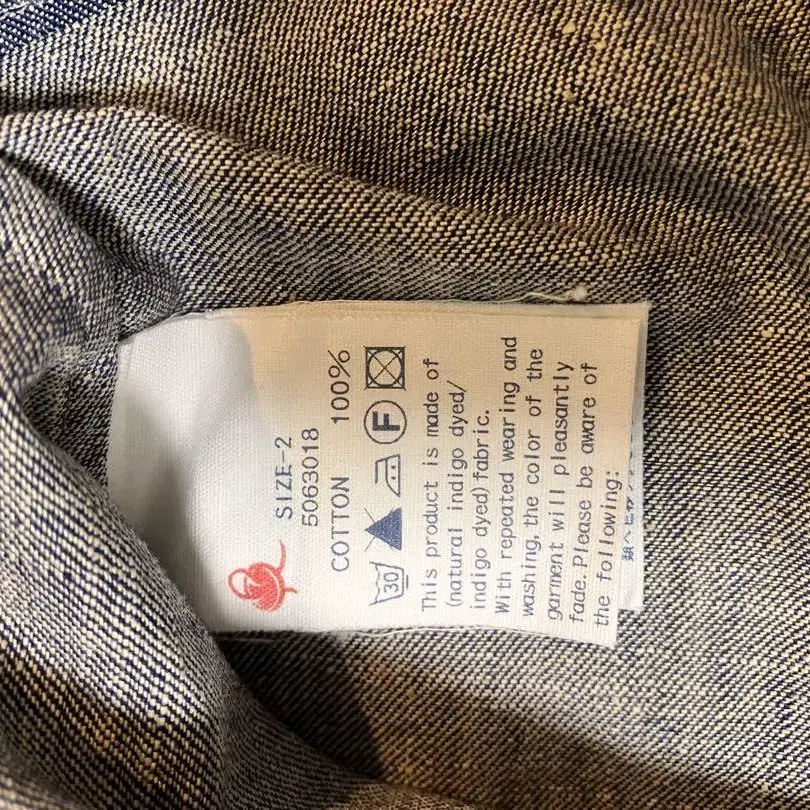 SIZE-2
5063018
COTTON 100%
30 F
This product is made of
(natural indigo dyed/
indigo dyed)fabric.
With repeated wearing and
washing, the color of the
garment will pleasantly
fade. Please be aware of
the following: